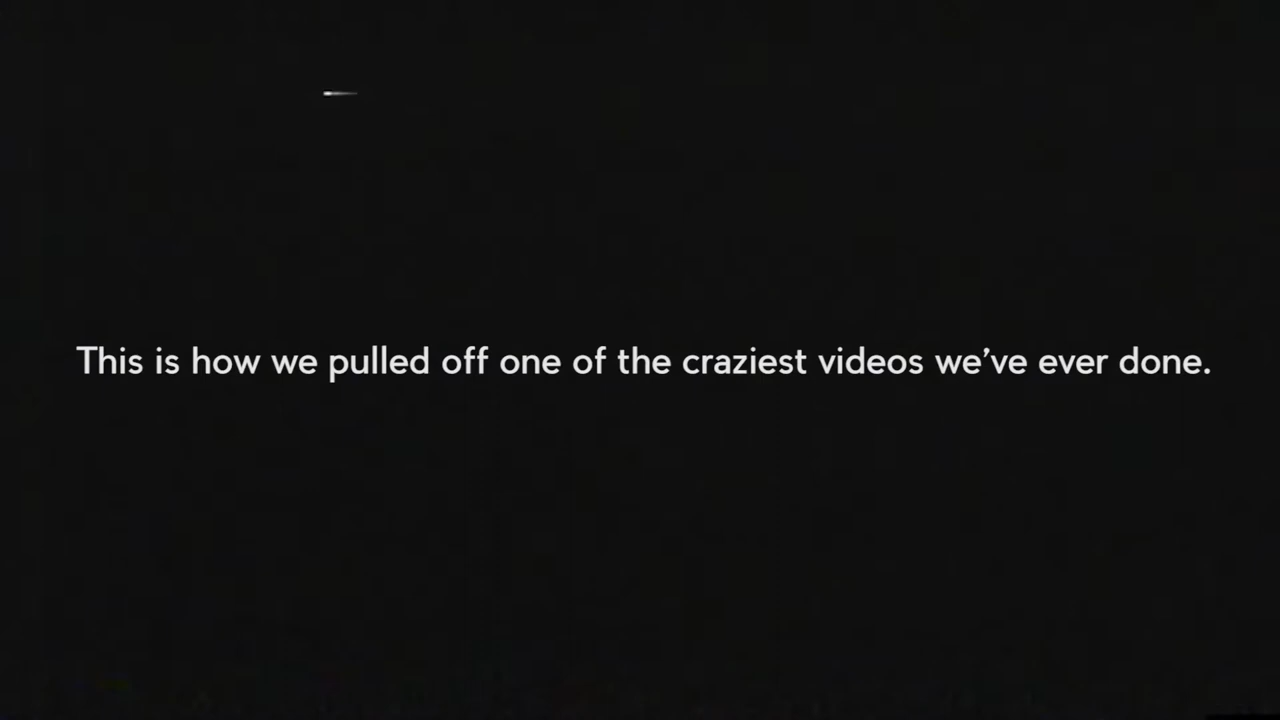 This is how we pulled off one of the craziest videos we’ve ever done.